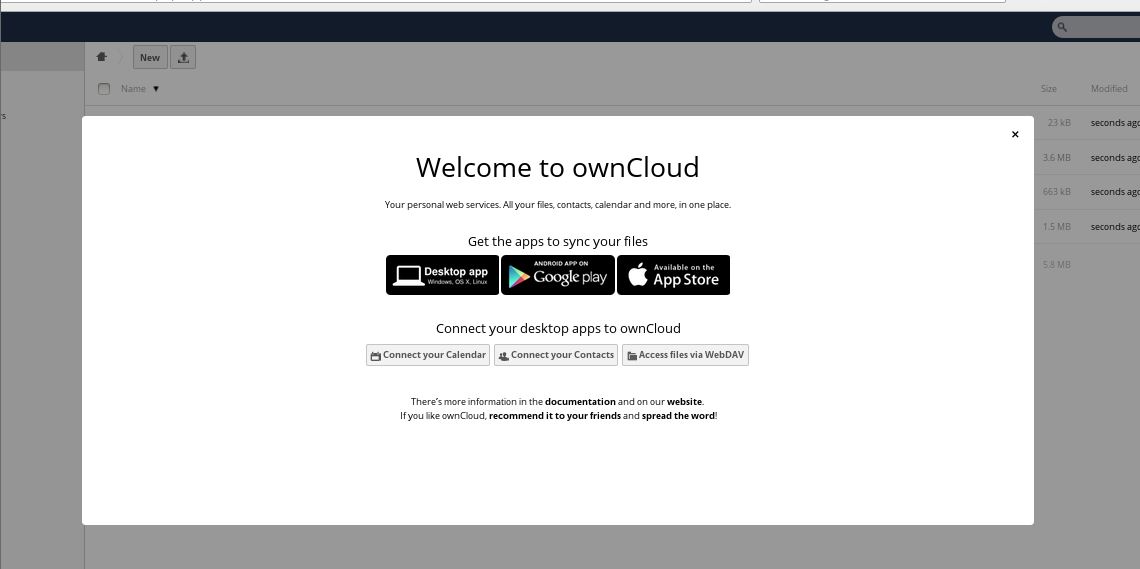 New
Name ▼
Size
Modified
23 kB
seconds ago
3.6 MB
seconds ago
663 kB
seconds ago
1.5 MB
seconds ago
5.8 MB
×
Welcome to ownCloud
Your personal web services. All your files, contacts, calendar and more, in one place.
Get the apps to sync your files
Desktop app
Windows, OS X, Linux
ANDROID APP ON
Google play
Available on the
App Store
Connect your desktop apps to ownCloud
Connect your Calendar
Connect your Contacts
Access files via WebDAV
There's more information in the documentation and on our website.
If you like ownCloud, recommend it to your friends and spread the word!